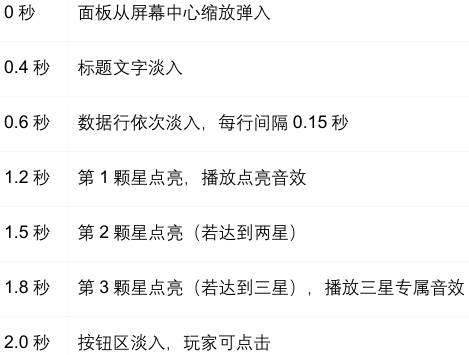 0 秒 面板从屏幕中心缩放弹入
0.4 秒 标题文字淡入
0.6 秒 数据行依次淡入，每行间隔 0.15 秒
1.2 秒 第 1 颗星点亮，播放点亮音效
1.5 秒 第 2 颗星点亮（若达到两星）
1.8 秒 第 3 颗星点亮（若达到三星），播放三星专属音效
2.0 秒 按钮区淡入，玩家可点击